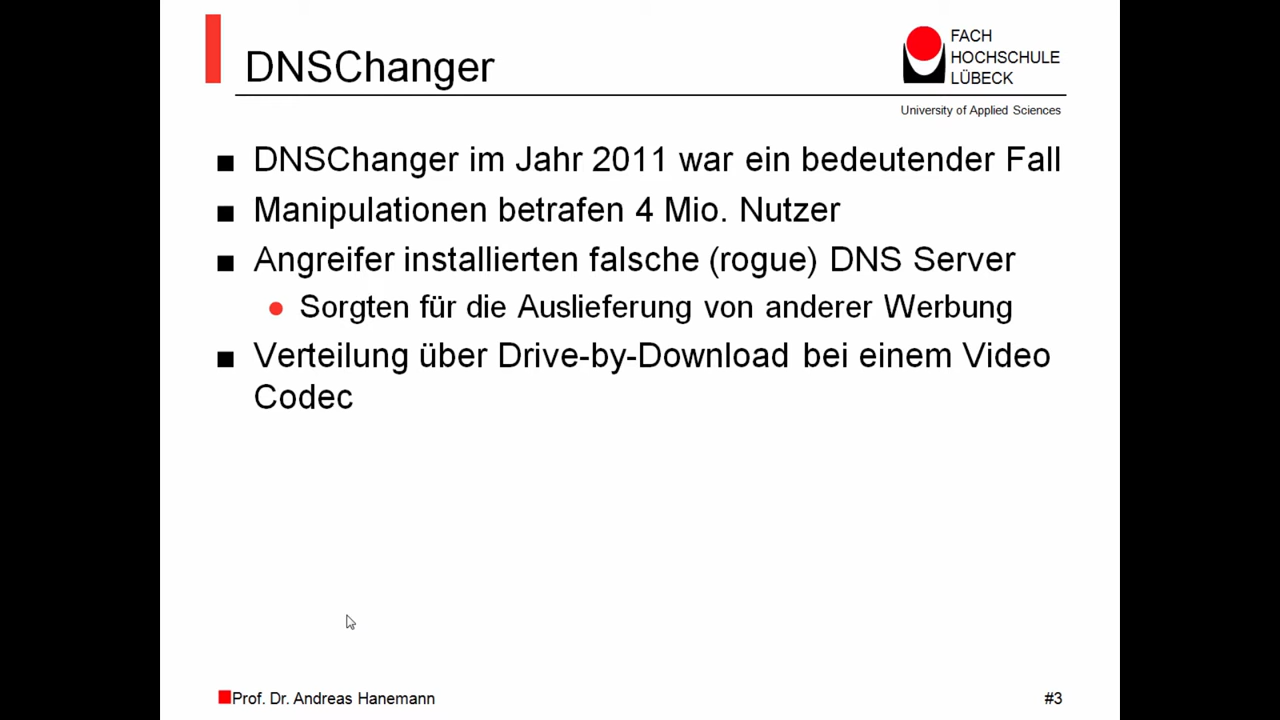 DNSChanger
FACH
HOCHSCHULE
LÜBECK
University of Applied Sciences
DNSChanger im Jahr 2011 war ein bedeutender Fall
Manipulationen betrafen 4 Mio. Nutzer
Angreifer installierten falsche (rogue) DNS Server
Sorgten für die Auslieferung von anderer Werbung
Verteilung über Drive-by-Download bei einem Video
Codec
Prof. Dr. Andreas Hanemann
#3